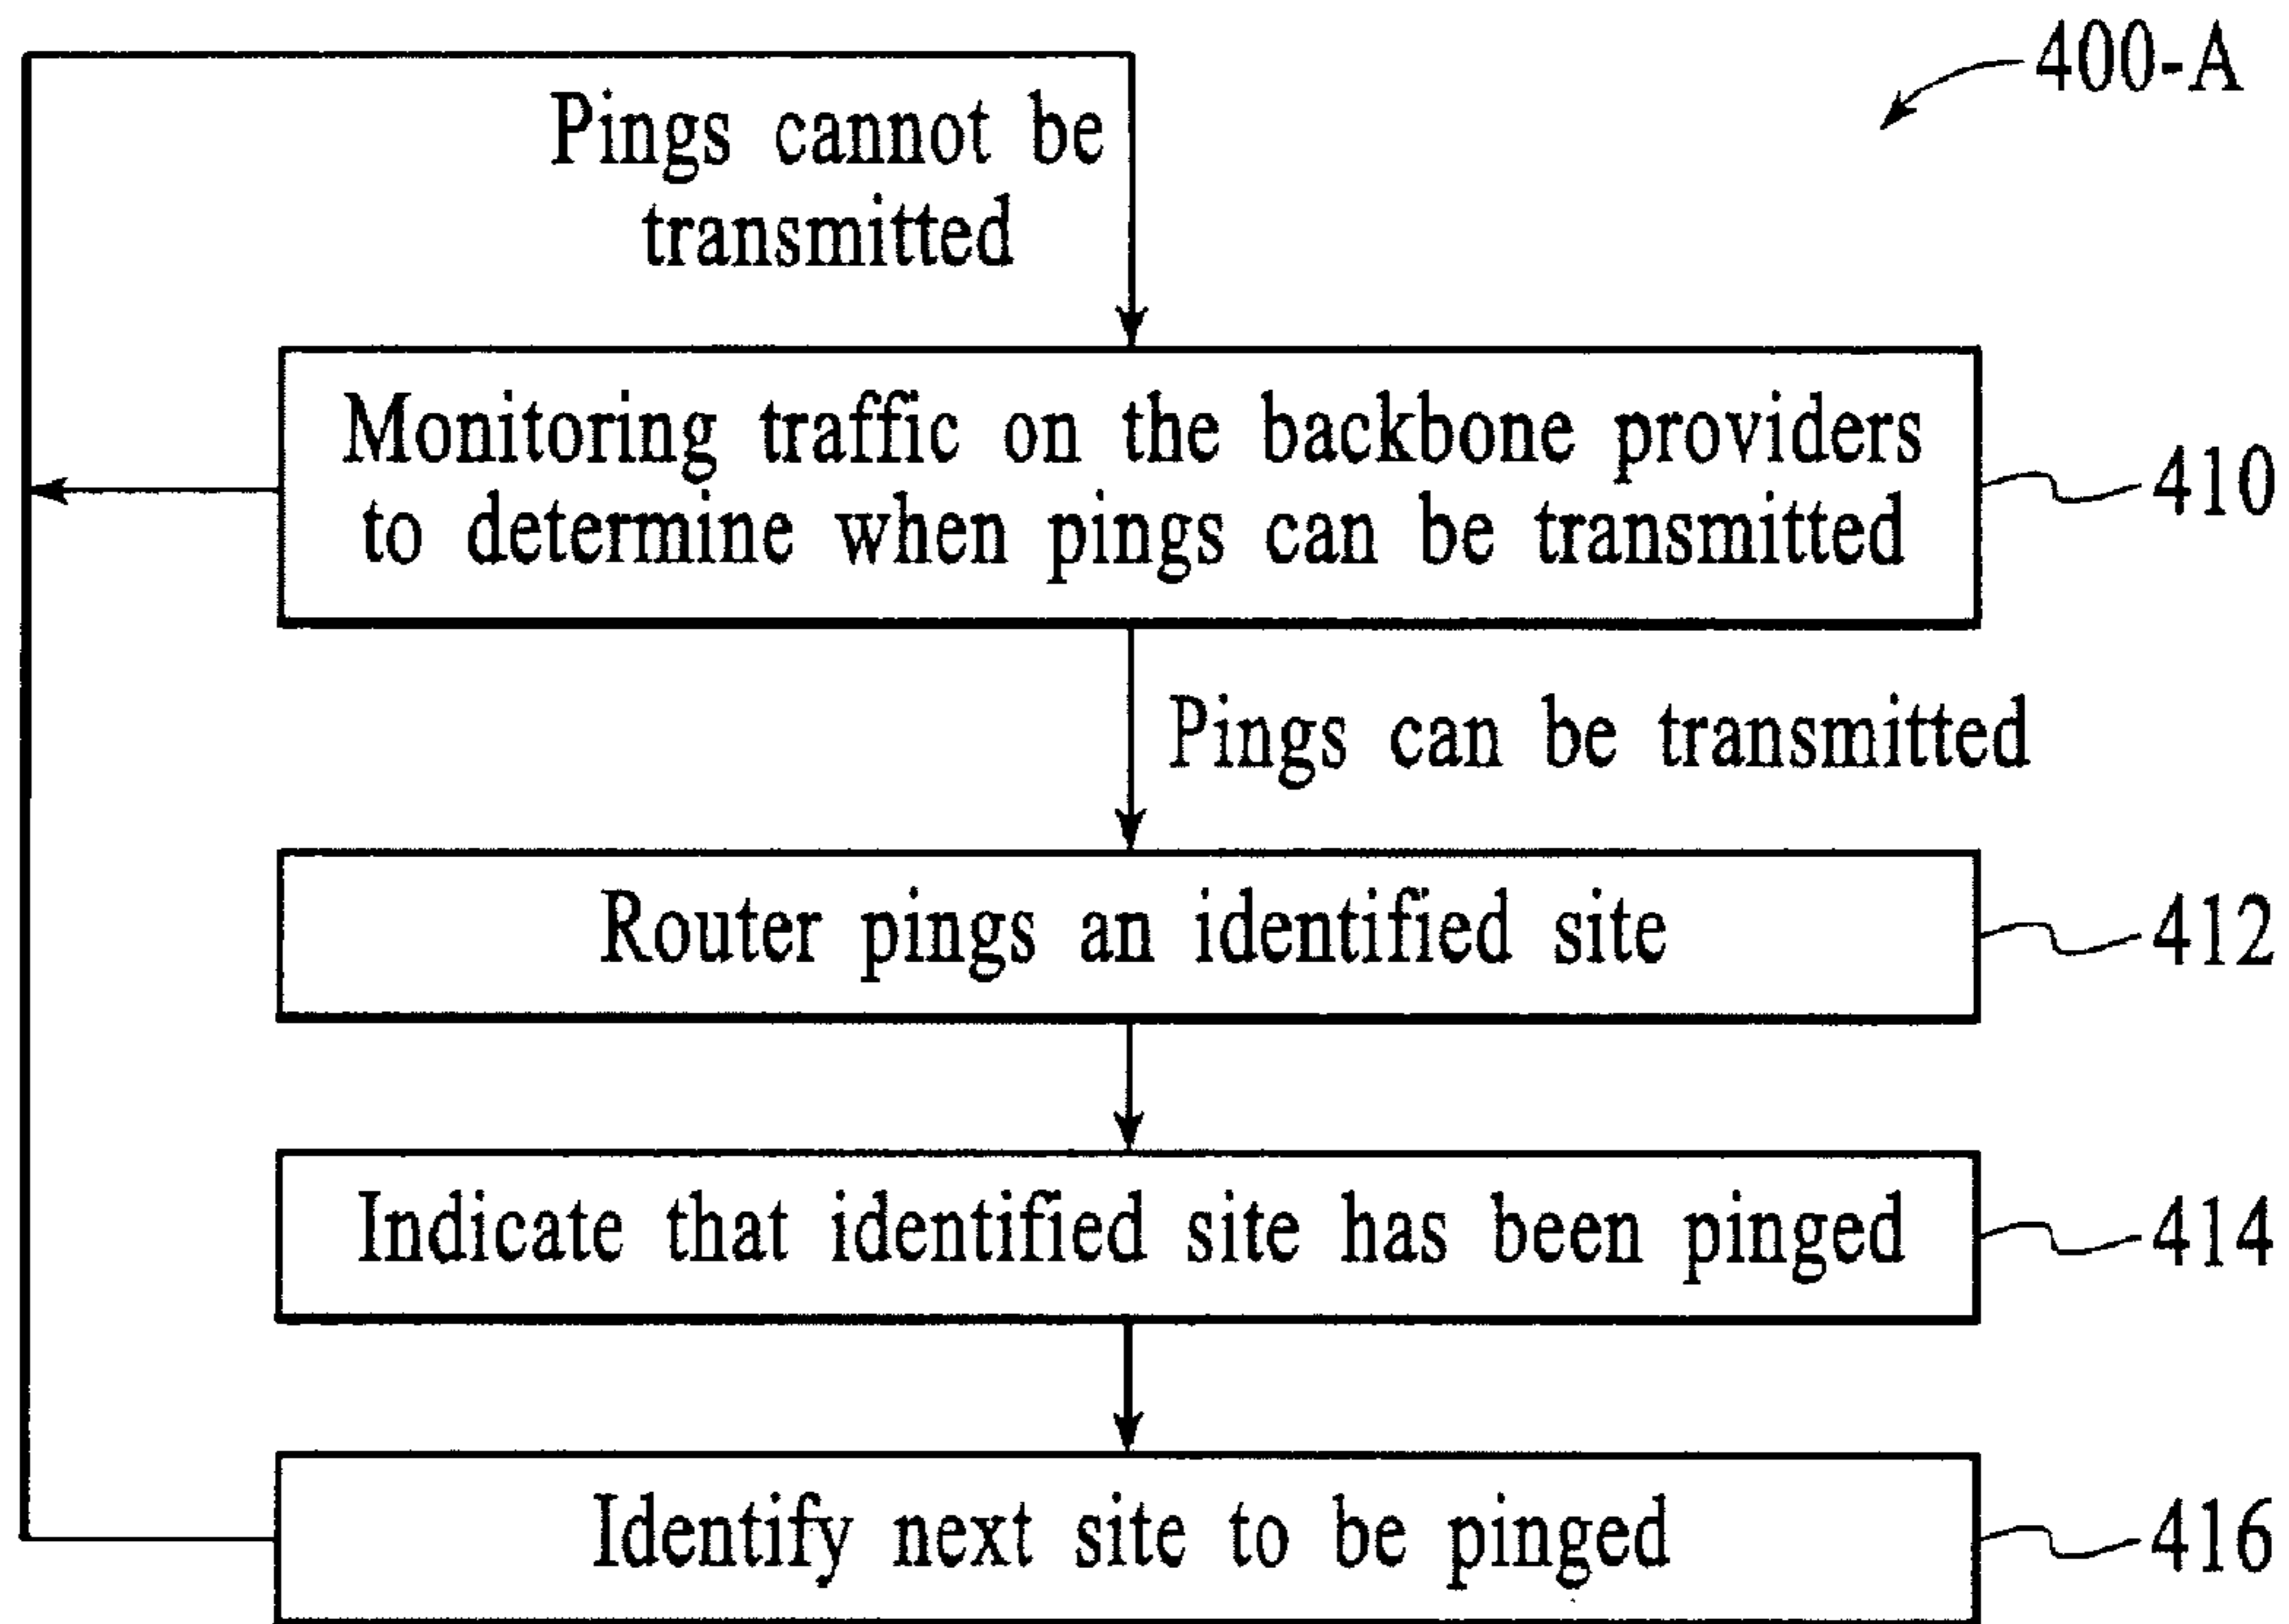 400-A
Pings cannot be
transmitted
Monitoring traffic on the backbone providers
to determine when pings can be transmitted
410
Pings can be transmitted
Router pings an identified site
412
Indicate that identified site has been pinged
414
Identify next site to be pinged
416